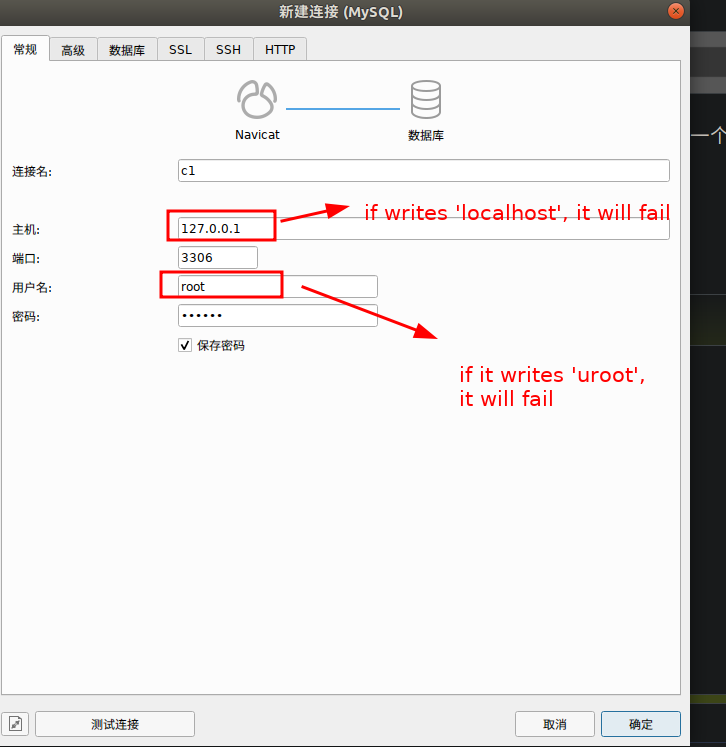 新建连接 (MySQL)
常规 高级 数据库 SSL SSH HTTP
一个
Navicat 数据库
连接名: c1
主机: 127.0.0.1 if writes 'localhost', it will fail
端口: 3306
用户名: root
密码: ••••••
保存密码
if it writes 'uroot',
it will fail
测试连接 取消 确定